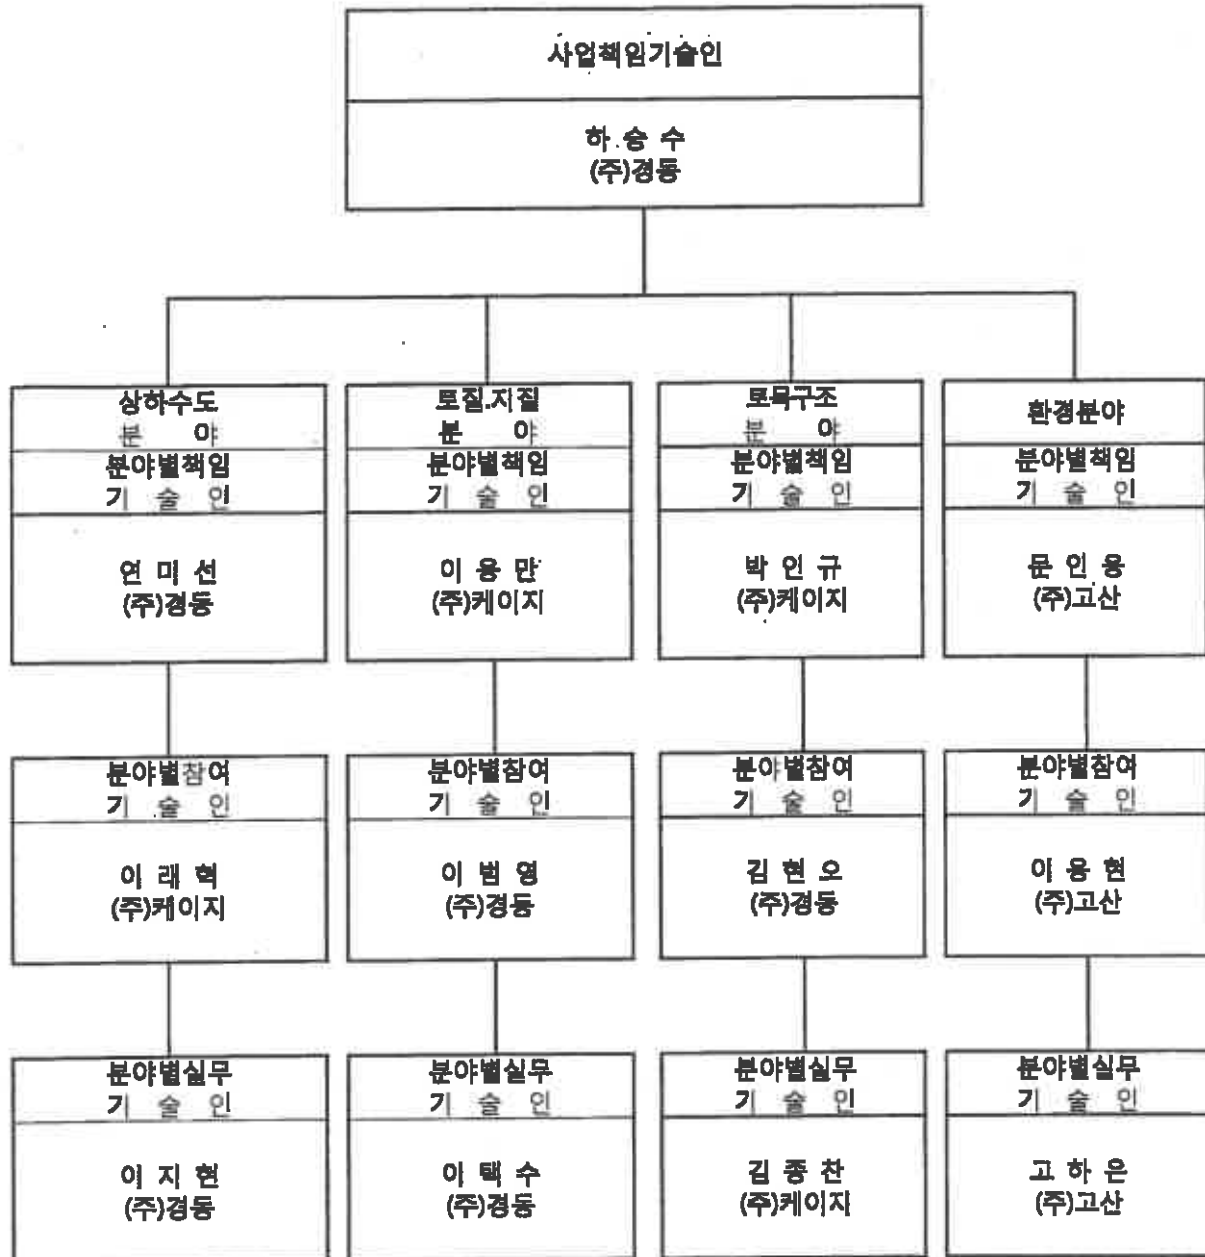 사업책임기술인
하 승 수
(주)경동
상하수도
분 야
분야별책임
기 술 인
연 미 선
(주)경동
토질.지질
분 야
분야별책임
기 술 인
이 용 만
(주)케이지
토목구조
분 야
분야별책임
기 술 인
박 인 규
(주)케이지
환경분야
분야별책임
기 술 인
문 인 용
(주)고산
분야별참여
기 술 인
이 래 혁
(주)케이지
분야별참여
기 술 인
이 범 영
(주)경동
분야별참여
기 술 인
김 현 오
(주)경동
분야별참여
기 술 인
이 용 현
(주)고산
분야별실무
기 술 인
이 지 현
(주)경동
분야별실무
기 술 인
이 택 수
(주)경동
분야별실무
기 술 인
김 종 찬
(주)케이지
분야별실무
기 술 인
고 하 은
(주)고산